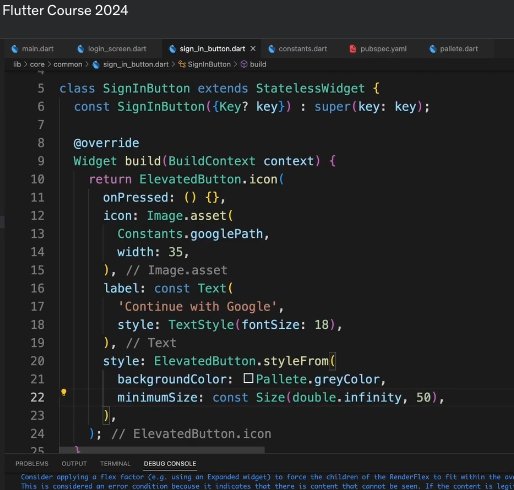 Flutter Course 2024
main.dart login_screen.dart sign_in_button.dart × constants.dart pubspec.yaml pallete.dart
lib > core > common > sign_in_button.dart > SignInButton > build
4
5 class SignInButton extends StatelessWidget {
6 const SignInButton({Key? key}) : super(key: key);
7
8 @override
9 Widget build(BuildContext context) {
10 return ElevatedButton.icon(
11 onPressed: () {},
12 icon: Image.asset(
13 Constants.googlePath,
14 width: 35,
15 ), // Image.asset
16 label: const Text(
17 'Continue with Google',
18 style: TextStyle(fontSize: 18),
19 ), // Text
20 style: ElevatedButton.styleFrom(
21 backgroundColor: Pallete.greyColor,
22 minimumSize: const Size(double.infinity, 50),
23 ),
24 ); // ElevatedButton.icon
25 }
PROBLEMS OUTPUT TERMINAL DEBUG CONSOLE
Consider applying a flex factor (e.g. using an Expanded widget) to force the children of the RenderFlex to fit within the
This is considered an error condition because it indicates that there is content that cannot be seen. If the content is